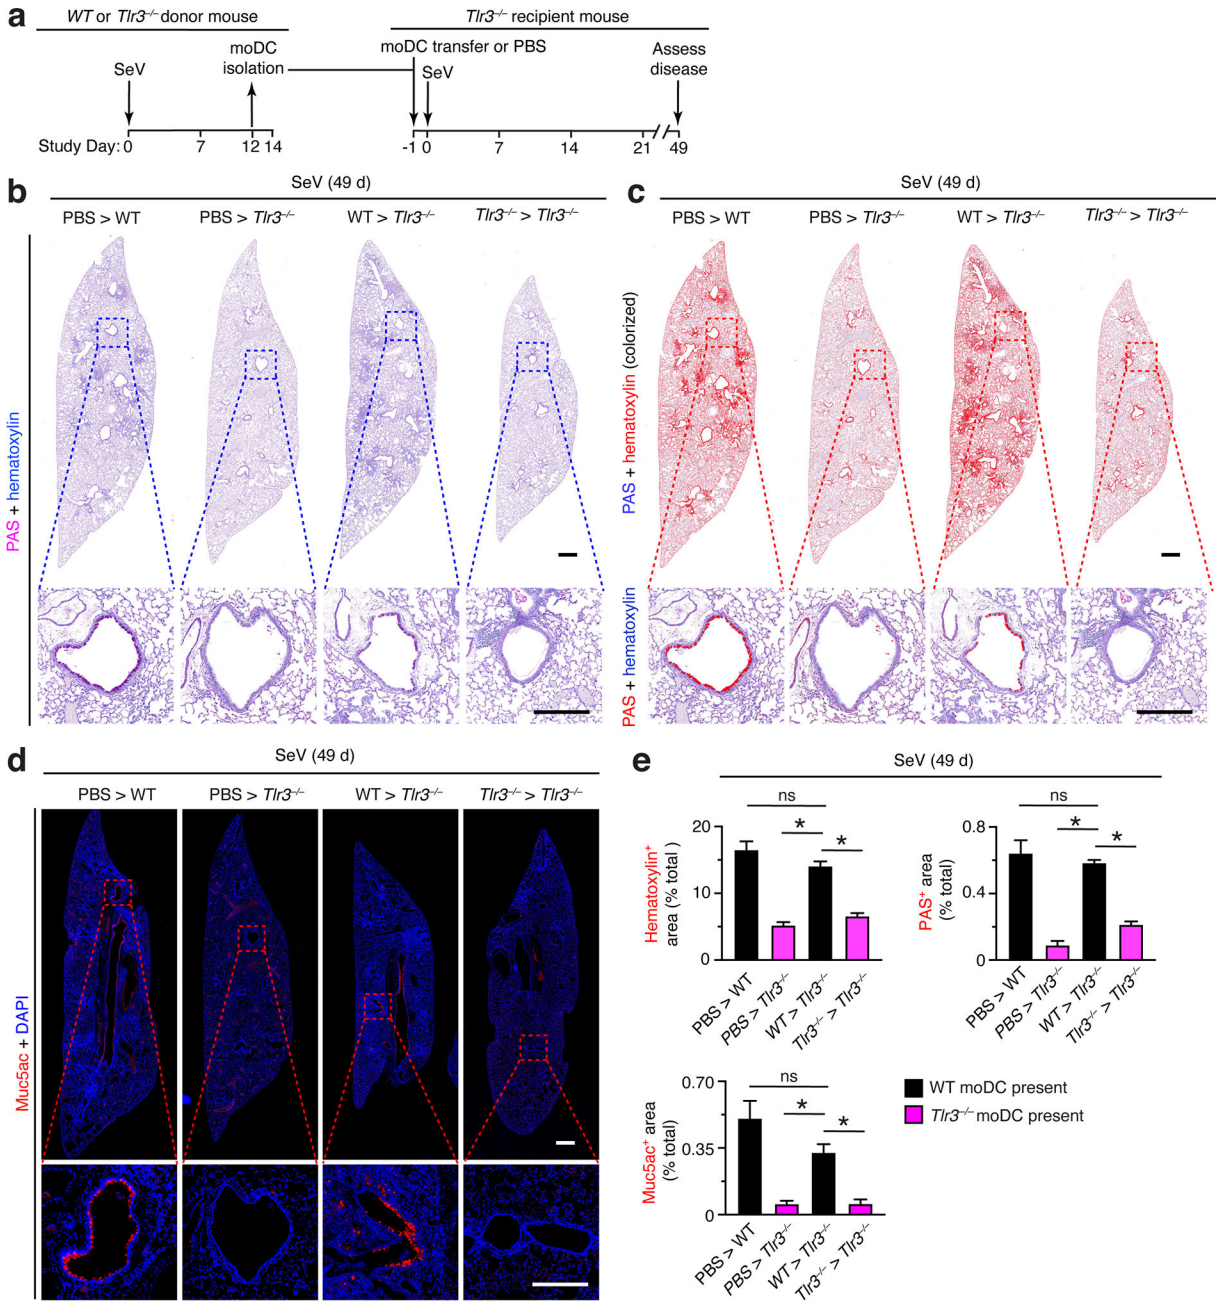 a
WT or Tlr3–/– donor mouse
Tlr3–/– recipient mouse
moDC isolation
moDC transfer or PBS
Assess disease
SeV
SeV
Study Day: 0 7 12 14
-1 0 7 14 21 49
b
SeV (49 d)
PBS > WT
PBS > Tlr3–/–
WT > Tlr3–/–
Tlr3–/– > Tlr3–/–
PAS + hematoxylin
c
SeV (49 d)
PBS > WT
PBS > Tlr3–/–
WT > Tlr3–/–
Tlr3–/– > Tlr3–/–
PAS + hematoxylin (colorized)
PAS + hematoxylin
d
SeV (49 d)
PBS > WT
PBS > Tlr3–/–
WT > Tlr3–/–
Tlr3–/– > Tlr3–/–
Muc5ac + DAPI
e
SeV (49 d)
ns
*
*
20
10
0
Hematoxylin+
area (% total )
PBS > WT
PBS > Tlr3–/–
WT > Tlr3–/–
Tlr3–/– > Tlr3–/–
ns
*
*
0.8
0.4
0
PAS+ area
(% total)
PBS > WT
PBS > Tlr3–/–
WT > Tlr3–/–
Tlr3–/– > Tlr3–/–
ns
*
*
0.70
0.35
0
Muc5ac+ area
(% total)
PBS > WT
PBS > Tlr3–/–
WT > Tlr3–/–
Tlr3–/– > Tlr3–/–
WT moDC present
Tlr3–/– moDC present